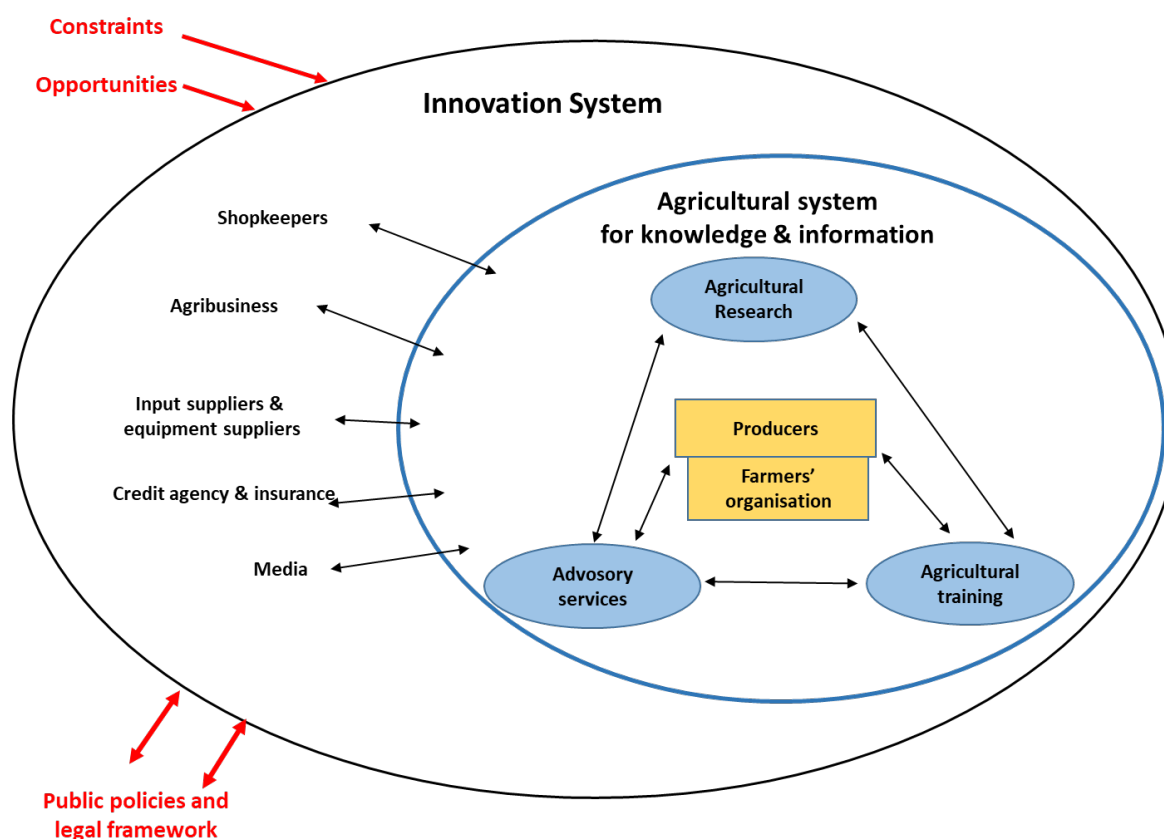 Constraints
Opportunities
Innovation System
Agricultural system
for knowledge & information
Shopkeepers
Agricultural
Research
Agribusiness
Input suppliers &
equipment suppliers
Producers
Farmers’
organisation
Credit agency & insurance
Media
Advosory
services
Agricultural
training
Public policies and
legal framework